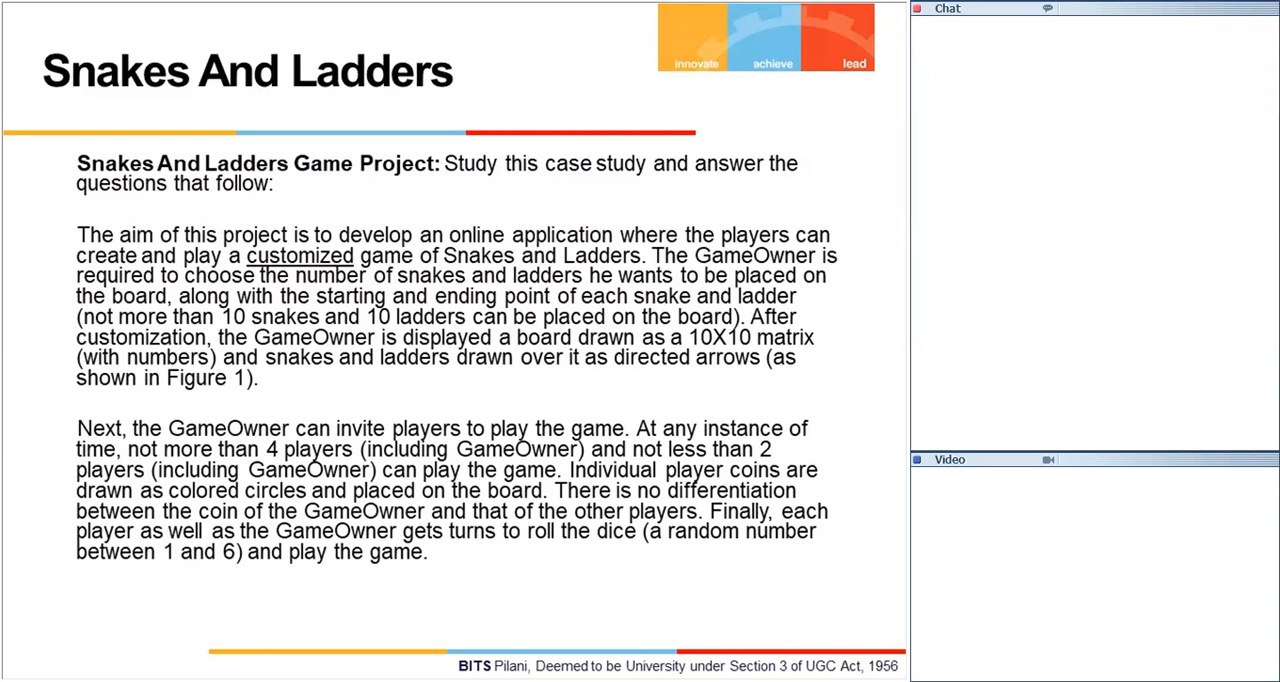 Snakes And Ladders
innovate achieve lead
Snakes And Ladders Game Project: Study this case study and answer the
questions that follow:
The aim of this project is to develop an online application where the players can
create and play a customized game of Snakes and Ladders. The GameOwner is
required to choose the number of snakes and ladders he wants to be placed on
the board, along with the starting and ending point of each snake and ladder
(not more than 10 snakes and 10 ladders can be placed on the board). After
customization, the GameOwner is displayed a board drawn as a 10X10 matrix
(with numbers) and snakes and ladders drawn over it as directed arrows (as
shown in Figure 1).
Next, the GameOwner can invite players to play the game. At any instance of
time, not more than 4 players (including GameOwner) and not less than 2
players (including GameOwner) can play the game. Individual player coins are
drawn as colored circles and placed on the board. There is no differentiation
between the coin of the GameOwner and that of the other players. Finally, each
player as well as the GameOwner gets turns to roll the dice (a random number
between 1 and 6) and play the game.
BITS Pilani, Deemed to be University under Section 3 of UGC Act, 1956
Chat
Video